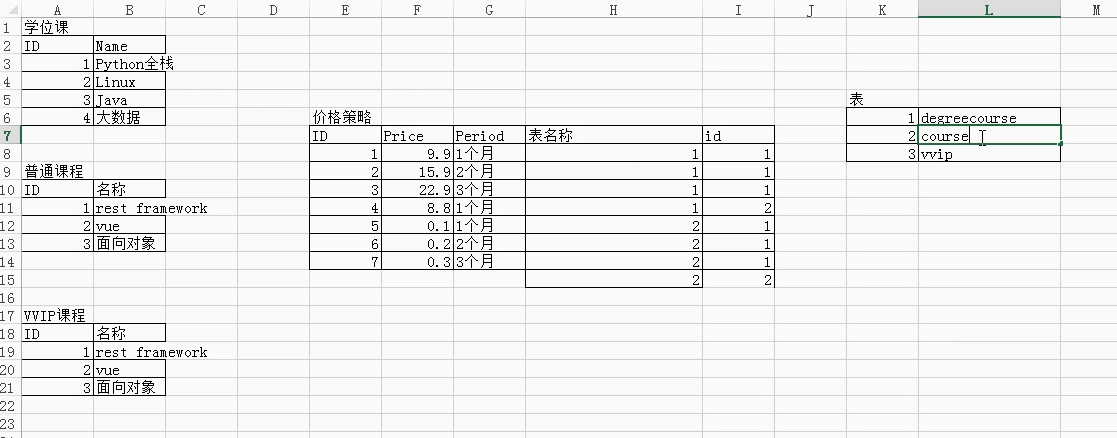 A B C D E F G H I J K L M
1 学位课
2 ID Name
3 1 Python全栈
4 2 Linux
5 3 Java 表
6 4 大数据 价格策略 1 degreecourse
7 ID Price Period 表名称 id 2 course
8 1 9.9 1个月 1 1 3 vvip
9 普通课程 2 15.9 2个月 1 1
10 ID 名称 3 22.9 3个月 1 1
11 1 rest framework 4 8.8 1个月 1 2
12 2 vue 5 0.1 1个月 2 1
13 3 面向对象 6 0.2 2个月 2 1
14 7 0.3 3个月 2 1
15 2 2
16
17 VVIP课程
18 ID 名称
19 1 rest framework
20 2 vue
21 3 面向对象
22
23